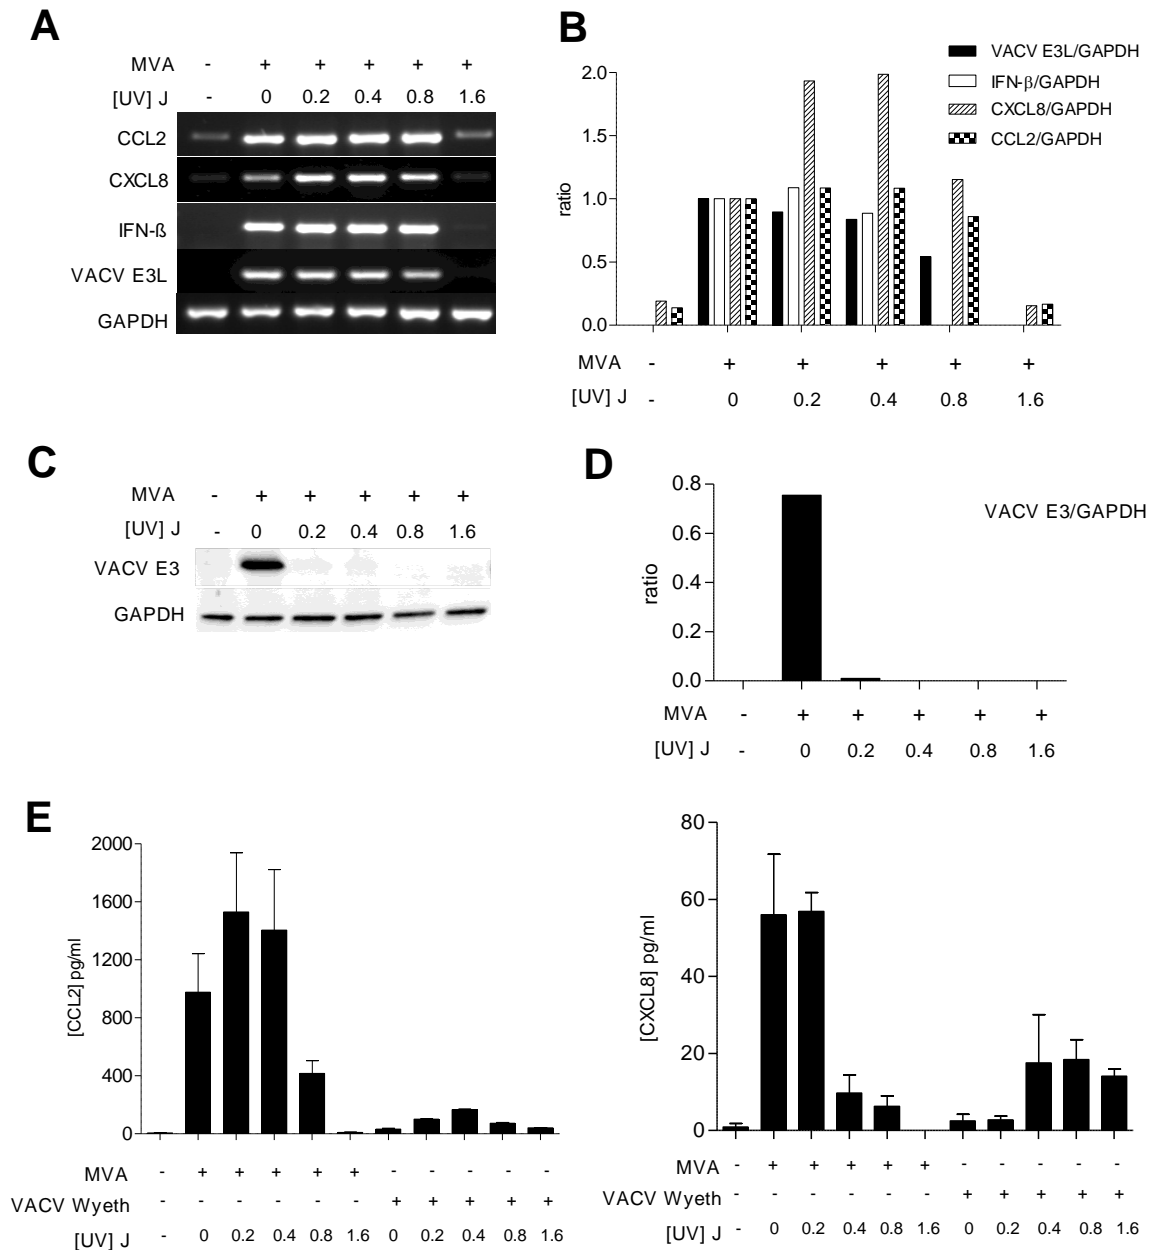 A
MVA - + + + + +
[UV] J - 0 0.2 0.4 0.8 1.6
CCL2
CXCL8
IFN-ß
VACV E3L
GAPDH
B
VACV E3L/GAPDH
IFN-β/GAPDH
CXCL8/GAPDH
CCL2/GAPDH
2.0
1.5
1.0
0.5
0.0
ratio
MVA - + + + + +
[UV] J - 0 0.2 0.4 0.8 1.6
C
MVA - + + + + +
[UV] J - 0 0.2 0.4 0.8 1.6
VACV E3
GAPDH
D
VACV E3/GAPDH
0.8
0.6
0.4
0.2
0.0
ratio
MVA - + + + + +
[UV] J - 0 0.2 0.4 0.8 1.6
E
2000
1600
1200
800
400
0
[CCL2] pg/ml
MVA - + + + + + - - - - -
VACV Wyeth - - - - - - + + + + +
[UV] J - 0 0.2 0.4 0.8 1.6 0 0.2 0.4 0.8 1.6
80
60
40
20
0
[CXCL8] pg/ml
MVA - + + + + + - - - - -
VACV Wyeth - - - - - - + + + + +
[UV] J - 0 0.2 0.4 0.8 1.6 0 0.2 0.4 0.8 1.6